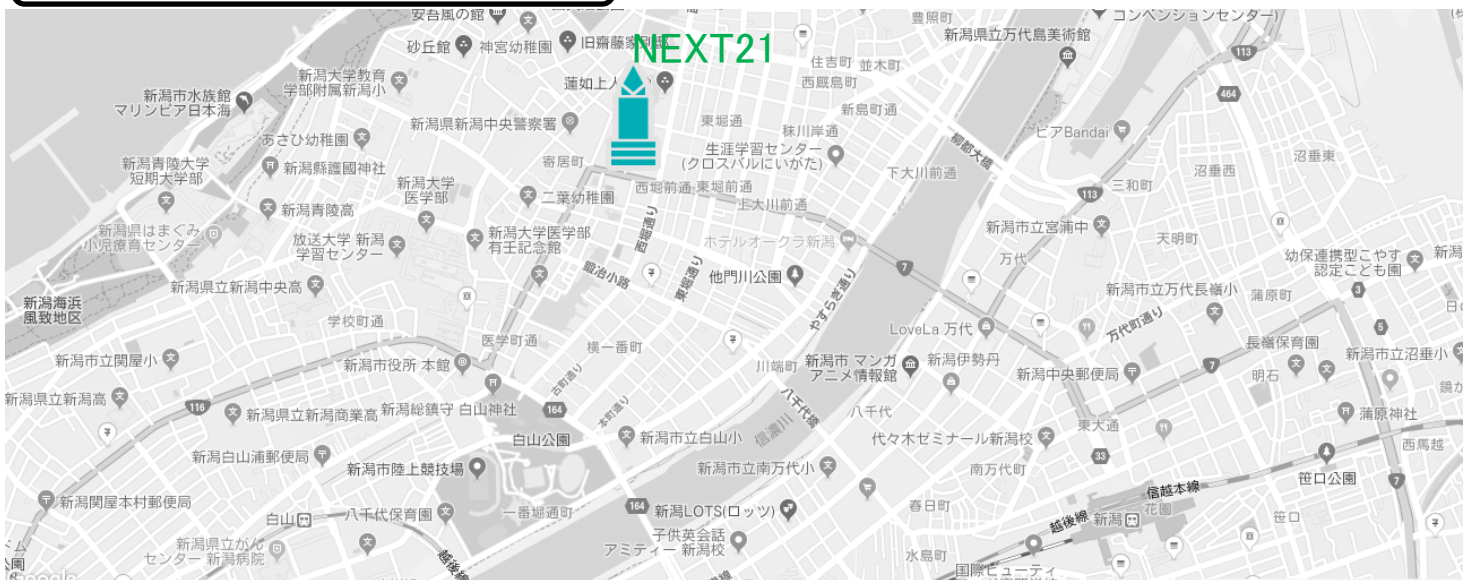 安吾風の館
豊照町
コンベンションセンター)
砂丘館
神宮幼稚園
旧齋藤家別邸
NEXT21
新潟県立万代島美術館
113
住吉町
並木町
新潟大学教育
学部附属新潟小
蓮如上人
西厩島町
464
新潟市水族館
マリンピア日本海
新島町通
新潟県新潟中央警察署
東堀通
秣川岸通
柳都大橋
ピアBandai
あさひ幼稚園
生涯学習センター
(クロスパルにいがた)
沼垂東
新潟青陵大学
短期大学部
新潟縣護國神社
寄居町
下大川前通
沼垂西
新潟大学
医学部
二葉幼稚園
西堀前通
東堀前通
113
三和町
新潟青陵高
上大川前通
新潟県はまぐみ
小児療育センター
放送大学 新潟
学習センター
新潟大学医学部
有壬記念館
西堀通り
ホテルオークラ新潟
新潟市立宮浦中
天明町
幼保連携型こやす
認定こども園
新潟
鍛冶小路
東堀通り
他門川公園
7
万代
新潟県立新潟中央高
やすらぎ通り
新潟市立万代長嶺小
蒲原町
3
新潟海浜
風致地区
学校町通
医学町通
横一番町
LoveLa 万代
万代町通り
5
新潟市立関屋小
新潟市役所 本館
川端町
新潟市 マンガ
アニメ情報館
新潟伊勢丹
新潟中央郵便局
7
長嶺保育園
明石
新潟市立沼垂小
古町通り
新潟県立新潟高
116
新潟県立新潟商業高
新潟総鎮守 白山神社
164
本町通り
八千代橋
八千代
東大通
蒲原神社
白山公園
新潟市立白山小
信濃川
代々木ゼミナール新潟校
西馬越
新潟白山浦郵便局
新潟市陸上競技場
新潟市立南万代小
33
南万代町
笹口公園
新潟関屋本村郵便局
信越本線
7
白山
八千代保育園
一番堀通町
164
新潟LOTS(ロッツ)
春日町
越後線
新潟
花園
笹口
新潟県立がん
センター 新潟病院
越後線
子供英会話
アミティー 新潟校
水島町
国際ビューティ